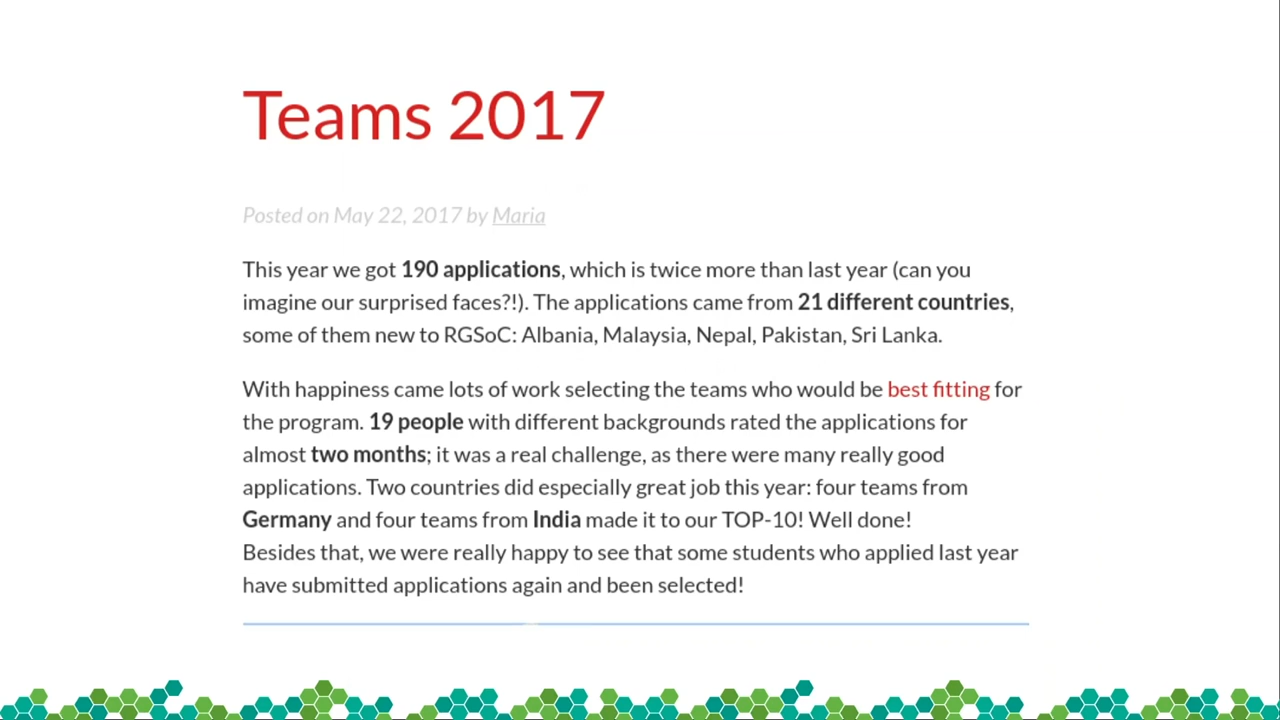 Teams 2017
Posted on May 22, 2017 by Maria
This year we got 190 applications, which is twice more than last year (can you
imagine our surprised faces?!). The applications came from 21 different countries,
some of them new to RGSoC: Albania, Malaysia, Nepal, Pakistan, Sri Lanka.
With happiness came lots of work selecting the teams who would be best fitting for
the program. 19 people with different backgrounds rated the applications for
almost two months; it was a real challenge, as there were many really good
applications. Two countries did especially great job this year: four teams from
Germany and four teams from India made it to our TOP-10! Well done!
Besides that, we were really happy to see that some students who applied last year
have submitted applications again and been selected!